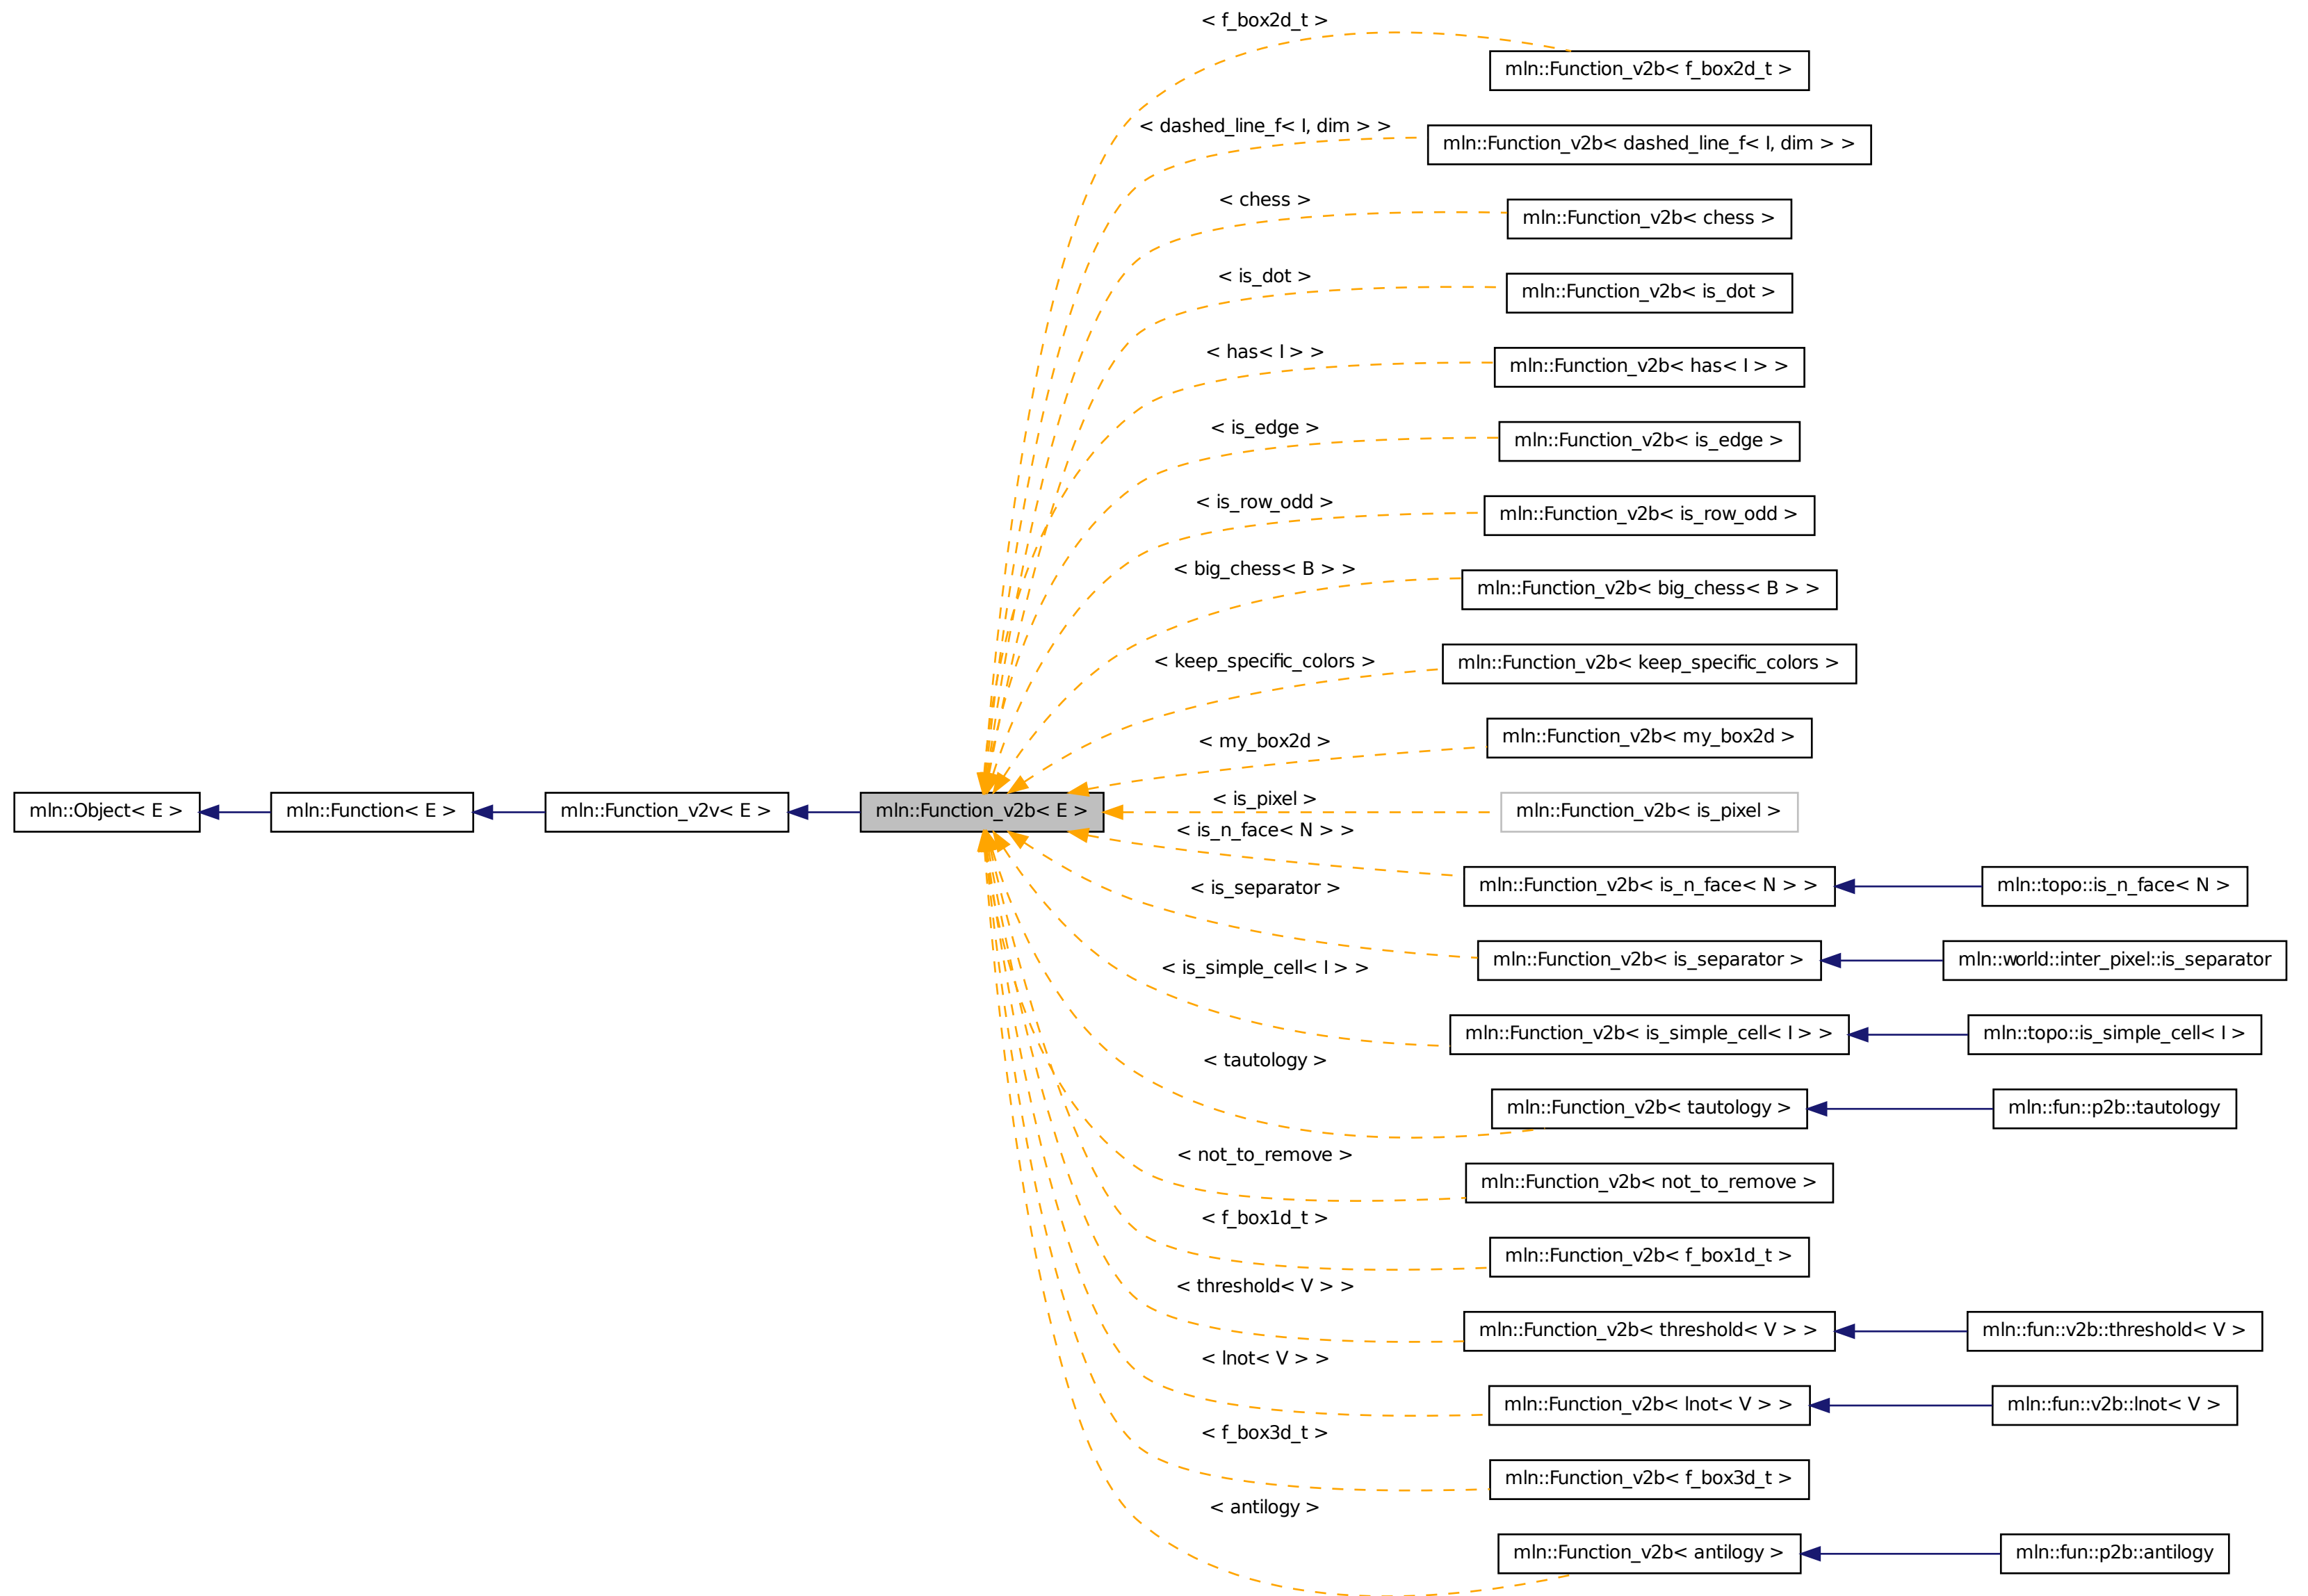 < f_box2d_t >
mln::Function_v2b< f_box2d_t >
< dashed_line_f< I, dim > >
mln::Function_v2b< dashed_line_f< I, dim > >
< chess >
mln::Function_v2b< chess >
< is_dot >
mln::Function_v2b< is_dot >
< has< I > >
mln::Function_v2b< has< I > >
< is_edge >
mln::Function_v2b< is_edge >
< is_row_odd >
mln::Function_v2b< is_row_odd >
< big_chess< B > >
mln::Function_v2b< big_chess< B > >
< keep_specific_colors >
mln::Function_v2b< keep_specific_colors >
< my_box2d >
mln::Function_v2b< my_box2d >
mln::Object< E >
mln::Function< E >
mln::Function_v2v< E >
mln::Function_v2b< E >
< is_pixel >
mln::Function_v2b< is_pixel >
< is_n_face< N > >
mln::Function_v2b< is_n_face< N > >
mln::topo::is_n_face< N >
< is_separator >
mln::Function_v2b< is_separator >
mln::world::inter_pixel::is_separator
< is_simple_cell< I > >
mln::Function_v2b< is_simple_cell< I > >
mln::topo::is_simple_cell< I >
< tautology >
mln::Function_v2b< tautology >
mln::fun::p2b::tautology
< not_to_remove >
mln::Function_v2b< not_to_remove >
< f_box1d_t >
mln::Function_v2b< f_box1d_t >
< threshold< V > >
mln::Function_v2b< threshold< V > >
mln::fun::v2b::threshold< V >
< lnot< V > >
mln::Function_v2b< lnot< V > >
mln::fun::v2b::lnot< V >
< f_box3d_t >
mln::Function_v2b< f_box3d_t >
< antilogy >
mln::Function_v2b< antilogy >
mln::fun::p2b::antilogy